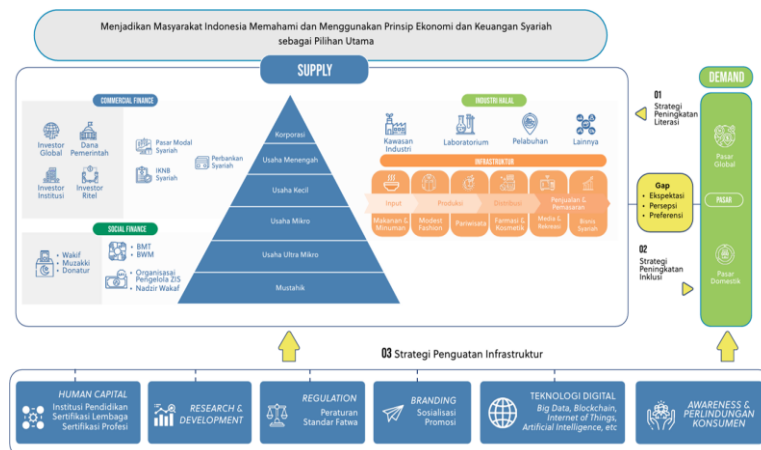 Menjadikan Masyarakat Indonesia Memahami dan Menggunakan Prinsip Ekonomi dan Keuangan Syariah
sebagai Pilihan Utama
SUPPLY
DEMAND
COMMERCIAL FINANCE
Investor
Global
Dana
Pemerintah
Investor
Institusi
Investor
Ritel
Pasar Modal
Syariah
IKNB
Syariah
Perbankan
Syariah
SOCIAL FINANCE
• Wakif
• Muzakki
• Donatur
• BMT
• BWM
• Organisasai
Pengelola ZIS
• Nadzir Wakaf
Korporasi
Usaha Menengah
Usaha Kecil
Usaha Mikro
Usaha Ultra Mikro
Mustahik
INDUSTRI HALAL
Kawasan
Industri
Laboratorium
Pelabuhan
Lainnya
INFRASTRUKTUR
Input
Produksi
Distribusi
Penjualan &
Pemasaran
Makanan &
Minuman
Modest
Fashion
Pariwisata
Farmasi &
Kosmetik
Media &
Rekreasi
Bisnis
Syariah
01
Strategi
Peningkatan
Literasi
Gap
• Ekspektasi
• Persepsi
• Preferensi
02
Strategi
Peningkatan
Inklusi
Pasar
Global
PASAR
Pasar
Domestik
03 Strategi Penguatan Infrastruktur
HUMAN CAPITAL
Institusi Pendidikan
Sertifikasi Lembaga
Sertifikasi Profesi
RESEARCH &
DEVELOPMENT
REGULATION
Peraturan
Standar Fatwa
BRANDING
Sosialisasi
Promosi
TEKNOLOGI DIGITAL
Big Data, Blockchain,
Internet of Things,
Artificial Intelligence, etc
AWARENESS &
PERLINDUNGAN
KONSUMEN